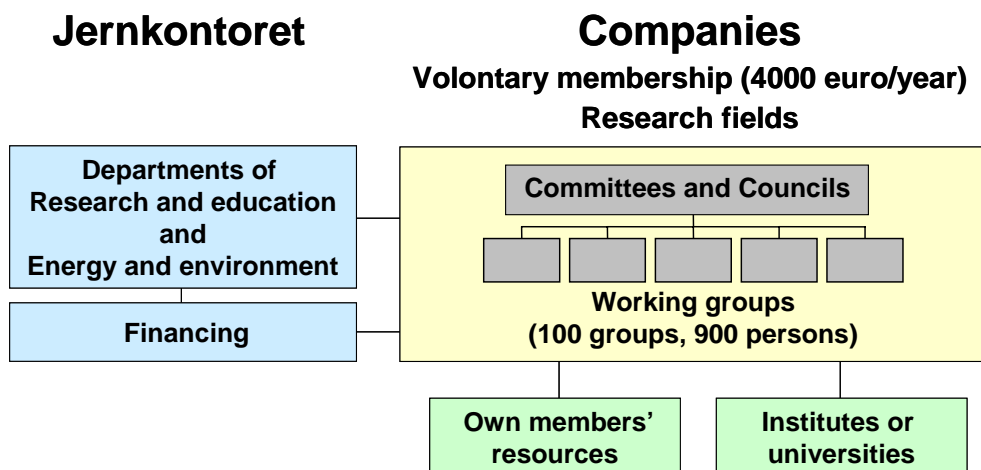 Jernkontoret
Companies
Volontary membership (4000 euro/year)
Research fields
Departments of
Research and education
and
Energy and environment
Financing
Committees and Councils
Working groups
(100 groups, 900 persons)
Own members’
resources
Institutes or
universities